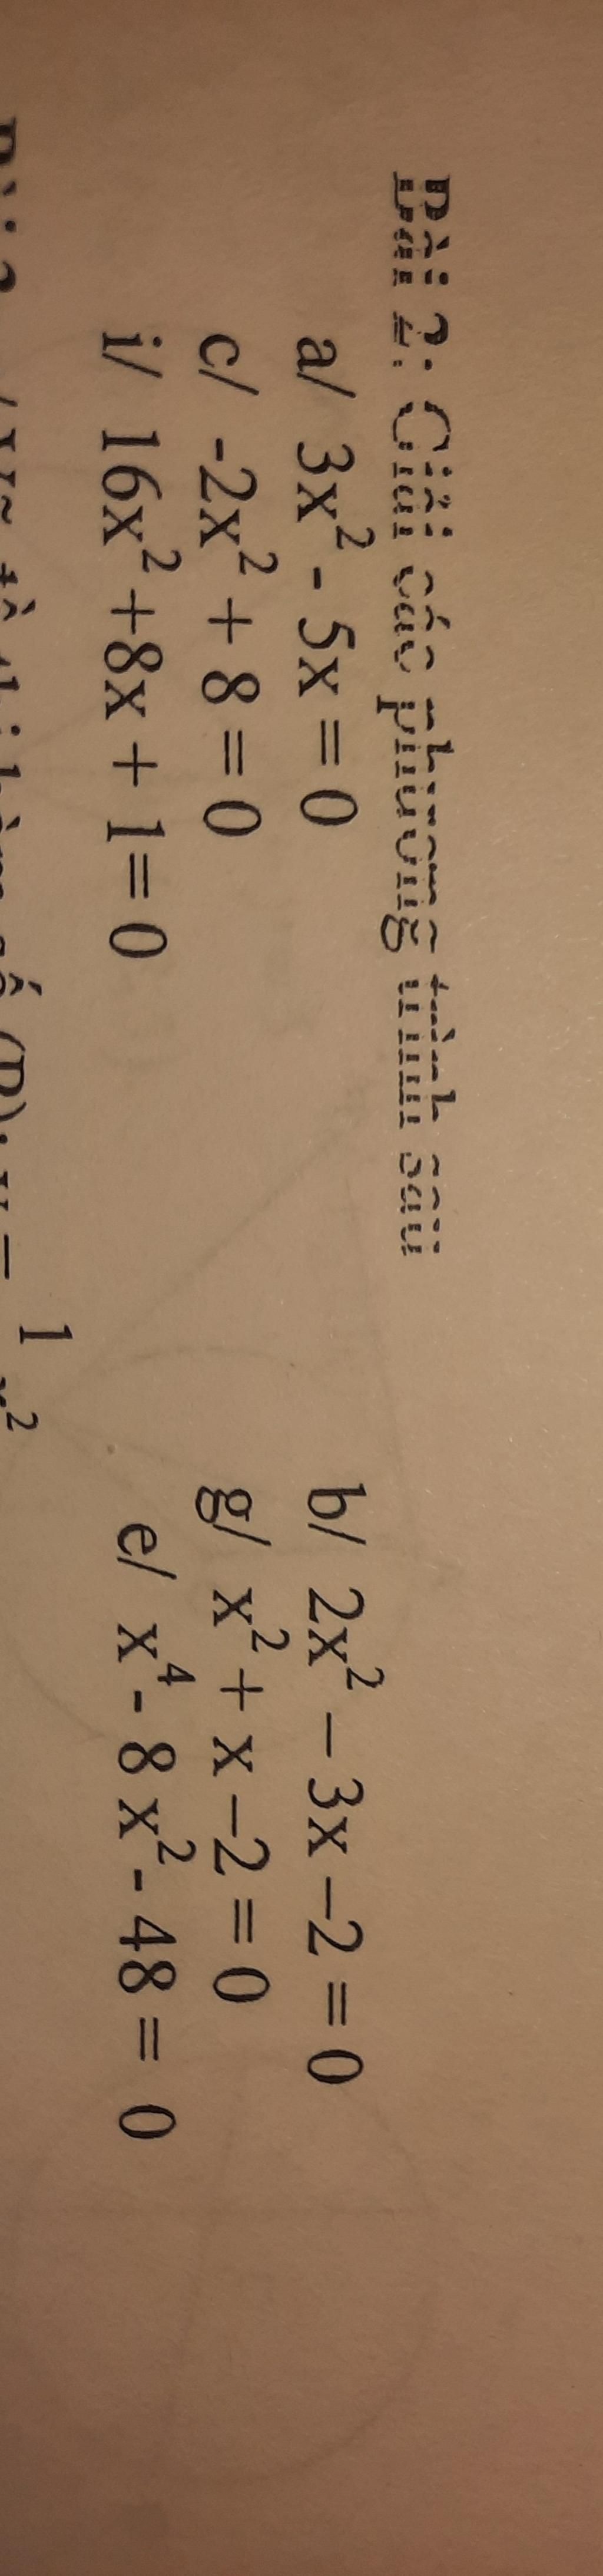 Bài 2: Giải các phương trình sau
a/ 3x² - 5x = 0
b/ 2x² – 3x –2 = 0
c/ -2x² + 8 = 0
g/ x² + x –2 = 0
i/ 16x² +8x + 1= 0
e/ x⁴ - 8 x² - 48 = 0